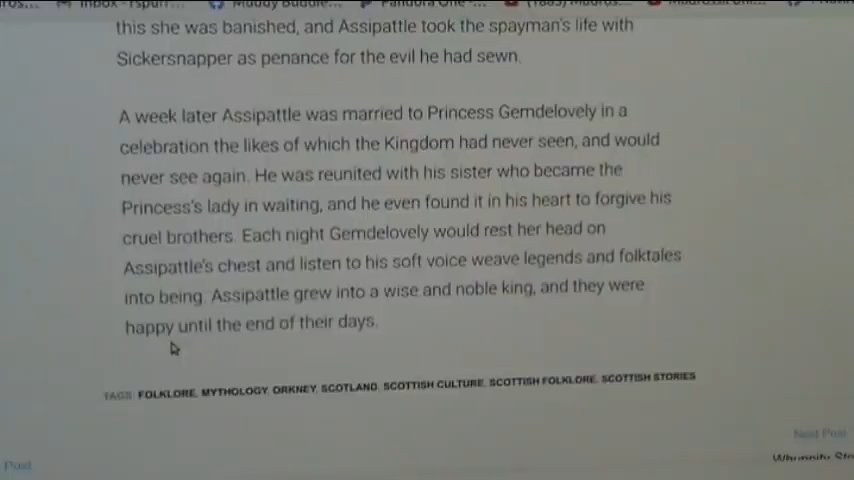 this she was banished, and Assipattle took the spayman's life with
Sickersnapper as penance for the evil he had sewn.
A week later Assipattle was married to Princess Gemdelovely in a
celebration the likes of which the Kingdom had never seen, and would
never see again. He was reunited with his sister who became the
Princess's lady in waiting, and he even found it in his heart to forgive his
cruel brothers. Each night Gemdelovely would rest her head on
Assipattle's chest and listen to his soft voice weave legends and folktales
into being. Assipattle grew into a wise and noble king, and they were
happy until the end of their days.
TAGS: FOLKLORE, MYTHOLOGY, ORKNEY, SCOTLAND, SCOTTISH CULTURE, SCOTTISH FOLKLORE, SCOTTISH STORIES
Next Post
Post